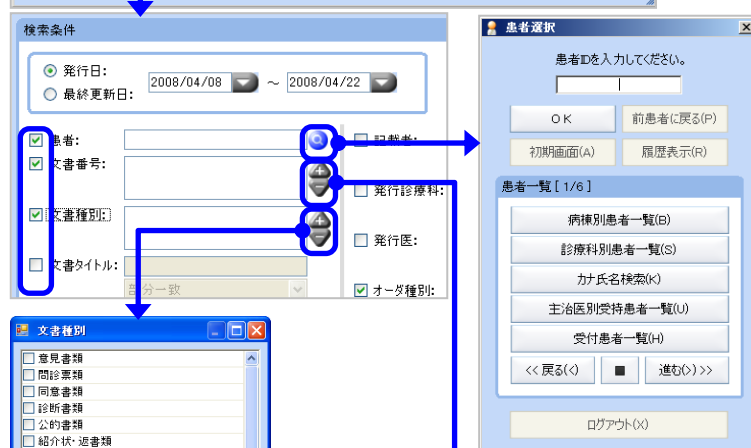 検索条件
発行日:
最終更新日:
2008/04/08 ～ 2008/04/22
患者:
文書番号:
文書種別:
文書タイトル:
部分一致
記載者:
発行診療科:
発行医:
オーダ種別:
文書種別
意見書類
問診票類
同意書類
診断書類
公的書類
紹介状・返書類
患者選択
患者IDを入力してください。
OK
前患者に戻る(P)
初期画面(A)
履歴表示(R)
患者一覧 [ 1/6 ]
病棟別患者一覧(B)
診療科別患者一覧(S)
カナ氏名検索(K)
主治医別受持患者一覧(U)
受付患者一覧(H)
<< 戻る(<)
■
進む(>) >>
ログアウト(X)